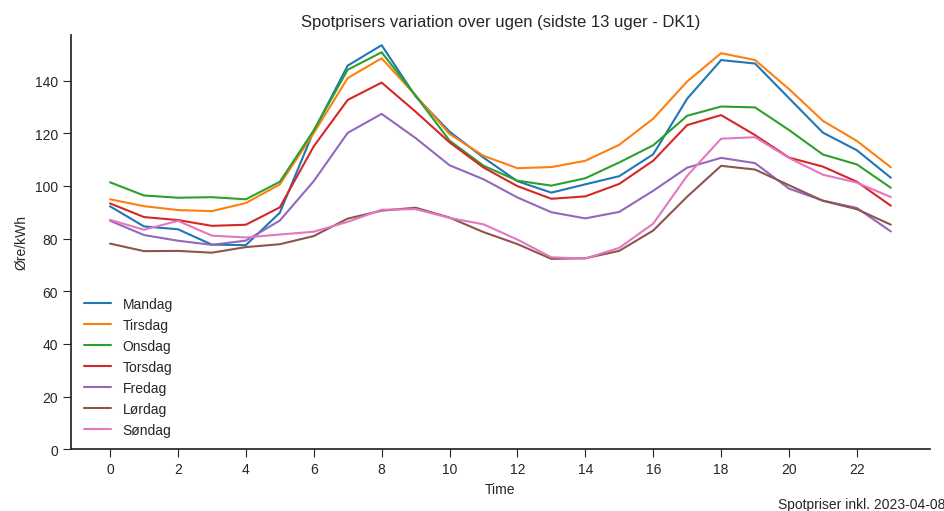 Spotprisers variation over ugen (sidste 13 uger - DK1)
Øre/kWh
140
120
100
80
60
40
20
0
Mandag
Tirsdag
Onsdag
Torsdag
Fredag
Lørdag
Søndag
0 2 4 6 8 10 12 14 16 18 20 22
Time
Spotpriser inkl. 2023-04-08